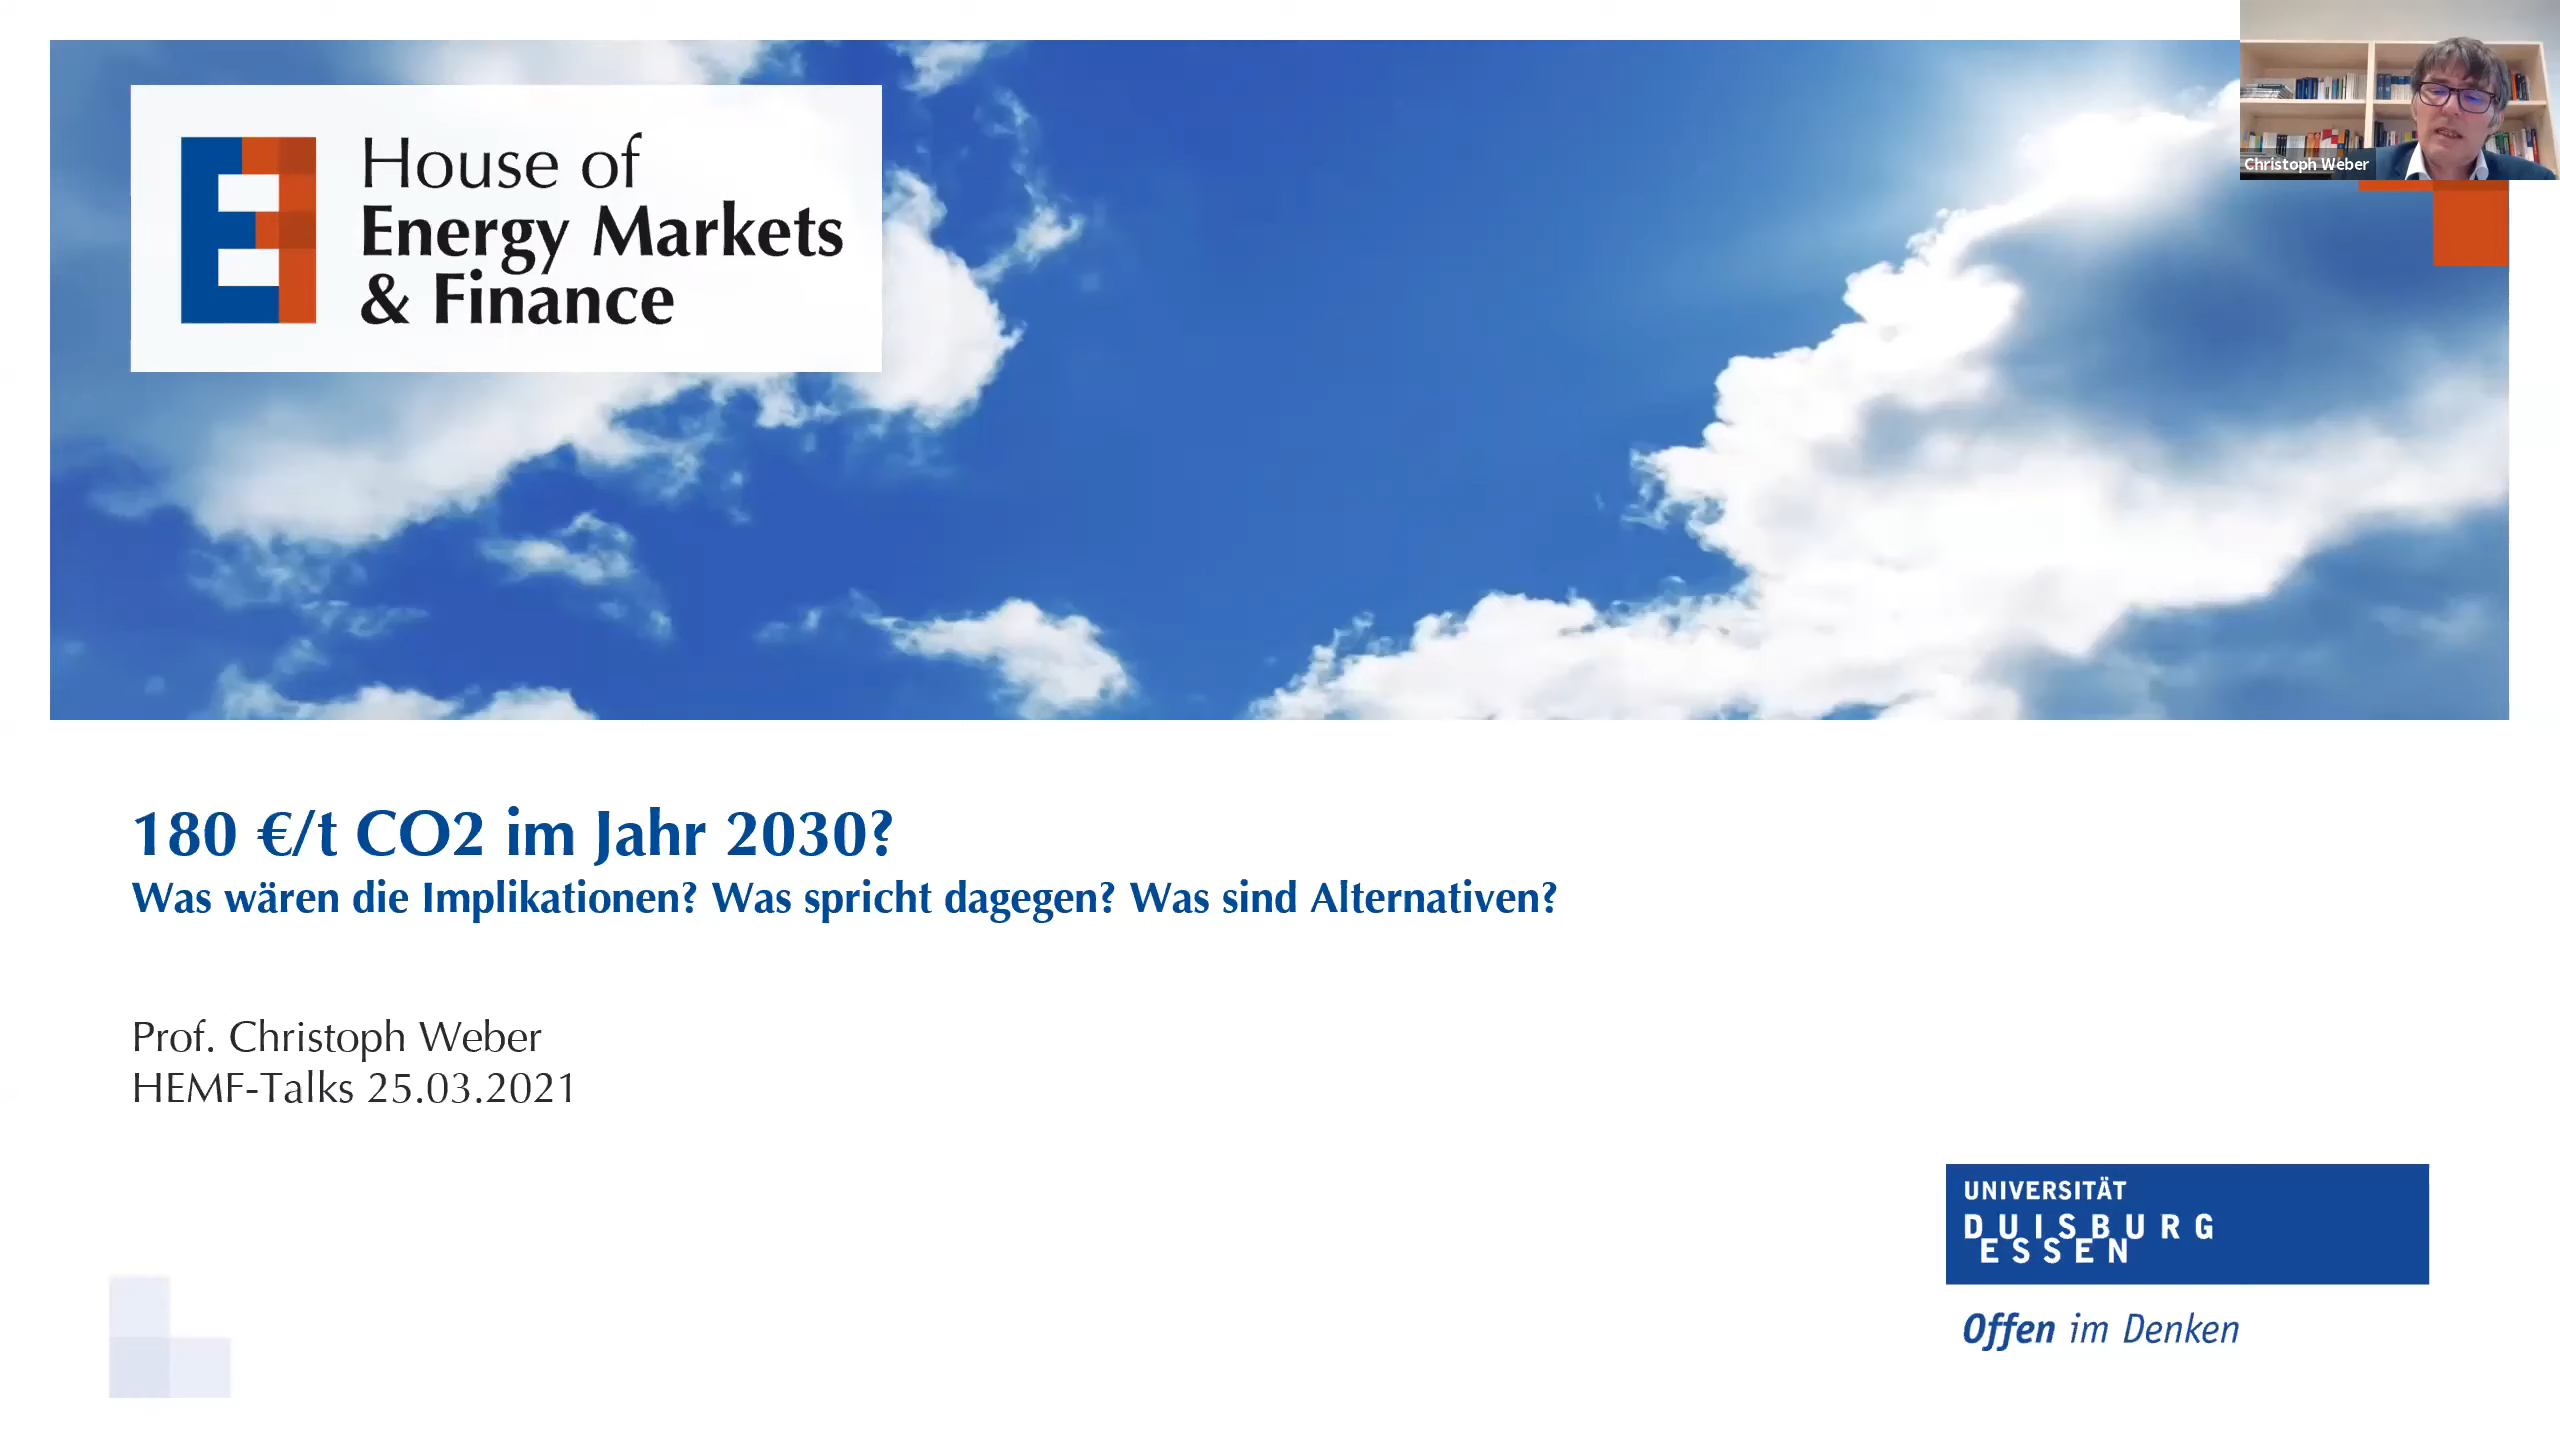 House of
Energy Markets
& Finance
Christoph Weber
180 €/t CO2 im Jahr 2030?
Was wären die Implikationen? Was spricht dagegen? Was sind Alternativen?
Prof. Christoph Weber
HEMF-Talks 25.03.2021
UNIVERSITÄT
DUISBURG
ESSEN
Offen im Denken